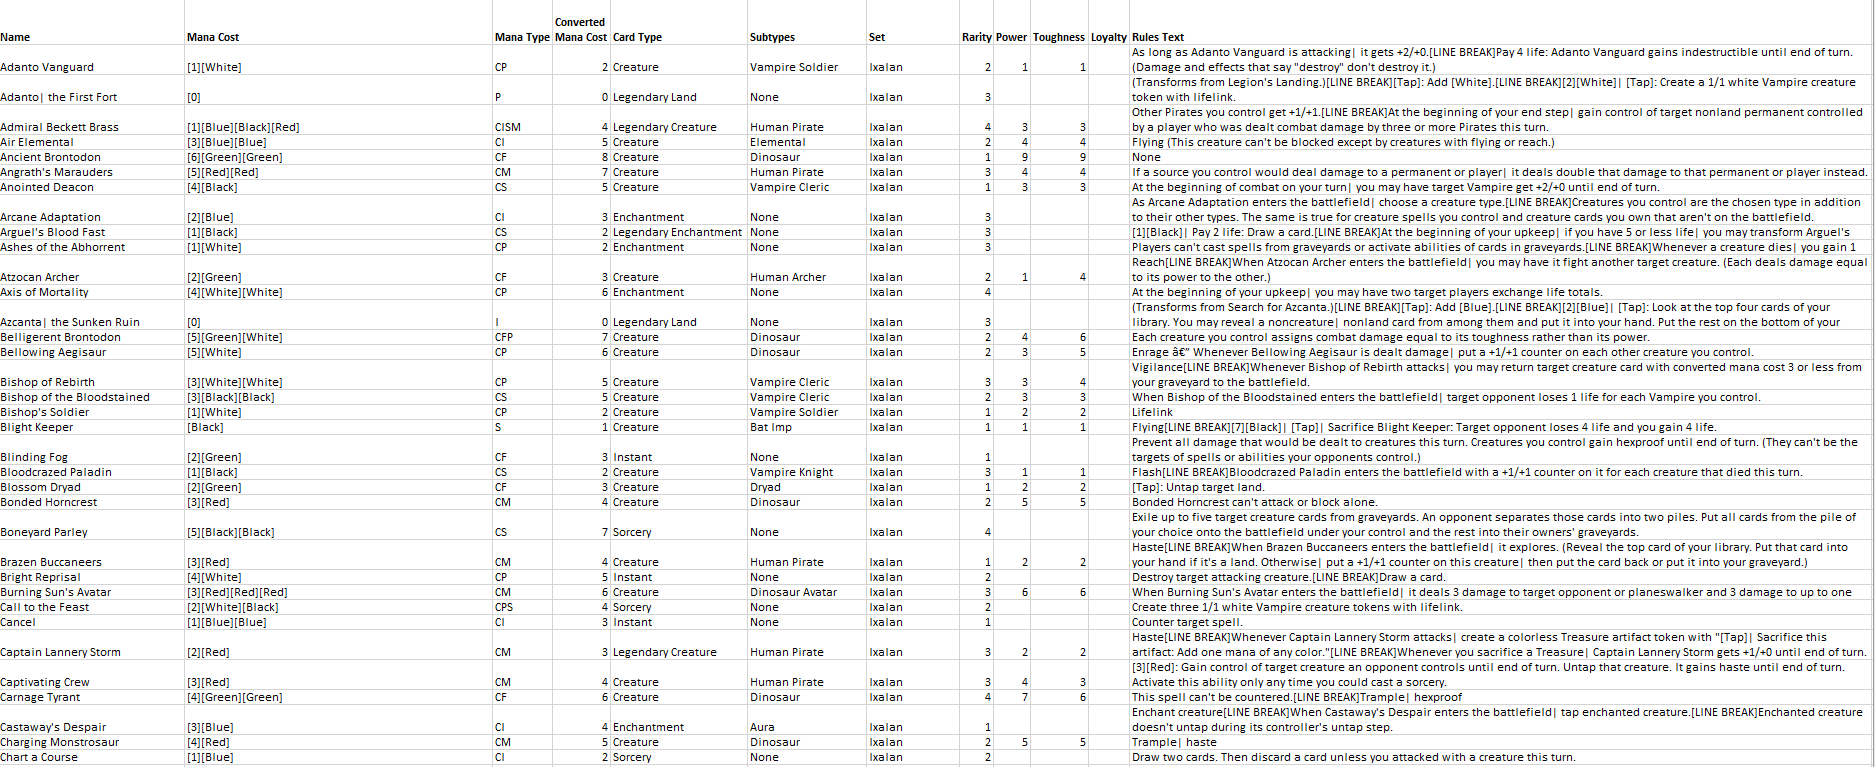 Converted
Name Mana Cost Mana Type Mana Cost Card Type Subtypes Set Rarity Power Toughness Loyalty Rules Text
As long as Adanto Vanguard is attacking| it gets +2/+0.[LINE BREAK]Pay 4 life: Adanto Vanguard gains indestructible until end of turn.
Adanto Vanguard [1][White] CP 2 Creature Vampire Soldier Ixalan 2 1 1 (Damage and effects that say "destroy" don't destroy it.)
(Transforms from Legion's Landing.)[LINE BREAK][Tap]: Add [White].[LINE BREAK][2][White]| [Tap]: Create a 1/1 white Vampire creature
Adanto| the First Fort [0] P 0 Legendary Land None Ixalan 3 token with lifelink.
Other Pirates you control get +1/+1.[LINE BREAK]At the beginning of your end step| gain control of target nonland permanent controlled
Admiral Beckett Brass [1][Blue][Black][Red] CISM 4 Legendary Creature Human Pirate Ixalan 4 3 3 by a player who was dealt combat damage by three or more Pirates this turn.
Air Elemental [3][Blue][Blue] CI 5 Creature Elemental Ixalan 2 4 4 Flying (This creature can't be blocked except by creatures with flying or reach.)
Ancient Brontodon [6][Green][Green] CF 8 Creature Dinosaur Ixalan 1 9 9 None
Angrath's Marauders [5][Red][Red] CM 7 Creature Human Pirate Ixalan 3 4 4 If a source you control would deal damage to a permanent or player| it deals double that damage to that permanent or player instead.
Anointed Deacon [4][Black] CS 5 Creature Vampire Cleric Ixalan 1 3 3 At the beginning of combat on your turn| you may have target Vampire get +2/+0 until end of turn.
As Arcane Adaptation enters the battlefield| choose a creature type.[LINE BREAK]Creatures you control are the chosen type in addition
Arcane Adaptation [2][Blue] CI 3 Enchantment None Ixalan 3 to their other types. The same is true for creature spells you control and creature cards you own that aren't on the battlefield.
Arguel's Blood Fast [1][Black] CS 2 Legendary Enchantment None Ixalan 3 [1][Black]| Pay 2 life: Draw a card.[LINE BREAK]At the beginning of your upkeep| if you have 5 or less life| you may transform Arguel's
Ashes of the Abhorrent [1][White] CP 2 Enchantment None Ixalan 3 Players can't cast spells from graveyards or activate abilities of cards in graveyards.[LINE BREAK]Whenever a creature dies| you gain 1
Reach[LINE BREAK]When Atzocan Archer enters the battlefield| you may have it fight another target creature. (Each deals damage equal
Atzocan Archer [2][Green] CF 3 Creature Human Archer Ixalan 2 1 4 to its power to the other.)
Axis of Mortality [4][White][White] CP 6 Enchantment None Ixalan 4 At the beginning of your upkeep| you may have two target players exchange life totals.
(Transforms from Search for Azcanta.)[LINE BREAK][Tap]: Add [Blue].[LINE BREAK][2][Blue]| [Tap]: Look at the top four cards of your
Azcanta| the Sunken Ruin [0] I 0 Legendary Land None Ixalan 3 library. You may reveal a noncreature| nonland card from among them and put it into your hand. Put the rest on the bottom of your
Belligerent Brontodon [5][Green][White] CFP 7 Creature Dinosaur Ixalan 2 4 6 Each creature you control assigns combat damage equal to its toughness rather than its power.
Bellowing Aegisaur [5][White] CP 6 Creature Dinosaur Ixalan 2 3 5 Enrage â€” Whenever Bellowing Aegisaur is dealt damage| put a +1/+1 counter on each other creature you control.
Vigilance[LINE BREAK]Whenever Bishop of Rebirth attacks| you may return target creature card with converted mana cost 3 or less from
Bishop of Rebirth [3][White][White] CP 5 Creature Vampire Cleric Ixalan 3 3 4 your graveyard to the battlefield.
Bishop of the Bloodstained [3][Black][Black] CS 5 Creature Vampire Cleric Ixalan 2 3 3 When Bishop of the Bloodstained enters the battlefield| target opponent loses 1 life for each Vampire you control.
Bishop's Soldier [1][White] CP 2 Creature Vampire Soldier Ixalan 1 2 2 Lifelink
Blight Keeper [Black] S 1 Creature Bat Imp Ixalan 1 1 1 Flying[LINE BREAK][7][Black]| [Tap]| Sacrifice Blight Keeper: Target opponent loses 4 life and you gain 4 life.
Prevent all damage that would be dealt to creatures this turn. Creatures you control gain hexproof until end of turn. (They can't be the
Blinding Fog [2][Green] CF 3 Instant None Ixalan 1 targets of spells or abilities your opponents control.)
Bloodcrazed Paladin [1][Black] CS 2 Creature Vampire Knight Ixalan 3 1 1 Flash[LINE BREAK]Bloodcrazed Paladin enters the battlefield with a +1/+1 counter on it for each creature that died this turn.
Blossom Dryad [2][Green] CF 3 Creature Dryad Ixalan 1 2 2 [Tap]: Untap target land.
Bonded Horncrest [3][Red] CM 4 Creature Dinosaur Ixalan 2 5 5 Bonded Horncrest can't attack or block alone.
Exile up to five target creature cards from graveyards. An opponent separates those cards into two piles. Put all cards from the pile of
Boneyard Parley [5][Black][Black] CS 7 Sorcery None Ixalan 4 your choice onto the battlefield under your control and the rest into their owners' graveyards.
Haste[LINE BREAK]When Brazen Buccaneers enters the battlefield| it explores. (Reveal the top card of your library. Put that card into
Brazen Buccaneers [3][Red] CM 4 Creature Human Pirate Ixalan 1 2 2 your hand if it's a land. Otherwise| put a +1/+1 counter on this creature| then put the card back or put it into your graveyard.)
Bright Reprisal [4][White] CP 5 Instant None Ixalan 2 Destroy target attacking creature.[LINE BREAK]Draw a card.
Burning Sun's Avatar [3][Red][Red][Red] CM 6 Creature Dinosaur Avatar Ixalan 3 6 6 When Burning Sun's Avatar enters the battlefield| it deals 3 damage to target opponent or planeswalker and 3 damage to up to one
Call to the Feast [2][White][Black] CPS 4 Sorcery None Ixalan 2 Create three 1/1 white Vampire creature tokens with lifelink.
Cancel [1][Blue][Blue] CI 3 Instant None Ixalan 1 Counter target spell.
Haste[LINE BREAK]Whenever Captain Lannery Storm attacks| create a colorless Treasure artifact token with "[Tap]| Sacrifice this
Captain Lannery Storm [2][Red] CM 3 Legendary Creature Human Pirate Ixalan 3 2 2 artifact: Add one mana of any color."[LINE BREAK]Whenever you sacrifice a Treasure| Captain Lannery Storm gets +1/+0 until end of turn.
[3][Red]: Gain control of target creature an opponent controls until end of turn. Untap that creature. It gains haste until end of turn.
Captivating Crew [3][Red] CM 4 Creature Human Pirate Ixalan 3 4 3 Activate this ability only any time you could cast a sorcery.
Carnage Tyrant [4][Green][Green] CF 6 Creature Dinosaur Ixalan 4 7 6 This spell can't be countered.[LINE BREAK]Trample| hexproof
Enchant creature[LINE BREAK]When Castaway's Despair enters the battlefield| tap enchanted creature.[LINE BREAK]Enchanted creature
Castaway's Despair [3][Blue] CI 4 Enchantment Aura Ixalan 1 doesn't untap during its controller's untap step.
Charging Monstrosaur [4][Red] CM 5 Creature Dinosaur Ixalan 2 5 5 Trample| haste
Chart a Course [1][Blue] CI 2 Sorcery None Ixalan 2 Draw two cards. Then discard a card unless you attacked with a creature this turn.